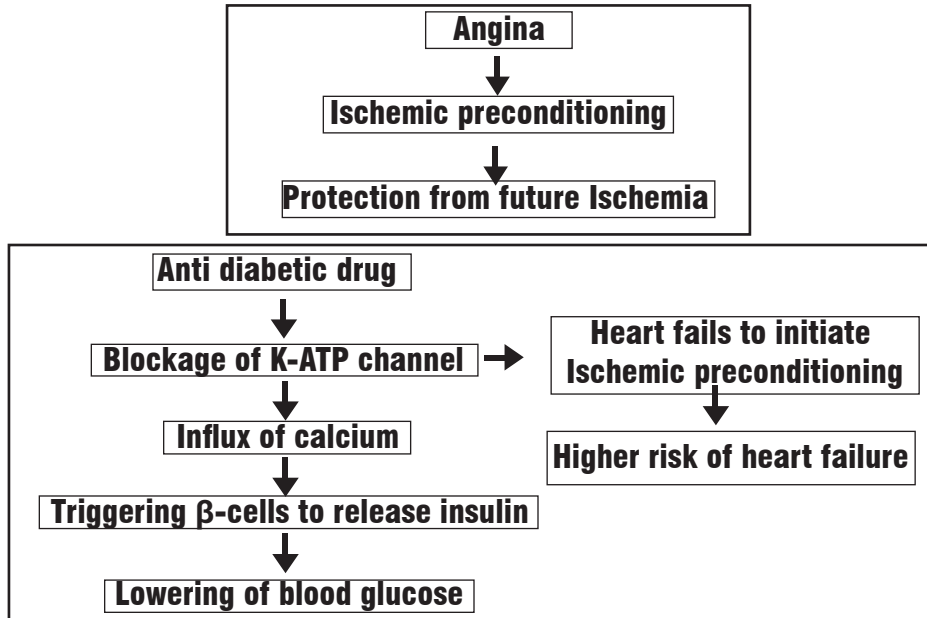 Angina
Ischemic preconditioning
Protection from future Ischemia
Anti diabetic drug
Blockage of K-ATP channel
Influx of calcium
Triggering β-cells to release insulin
Lowering of blood glucose
Heart fails to initiate
Ischemic preconditioning
Higher risk of heart failure